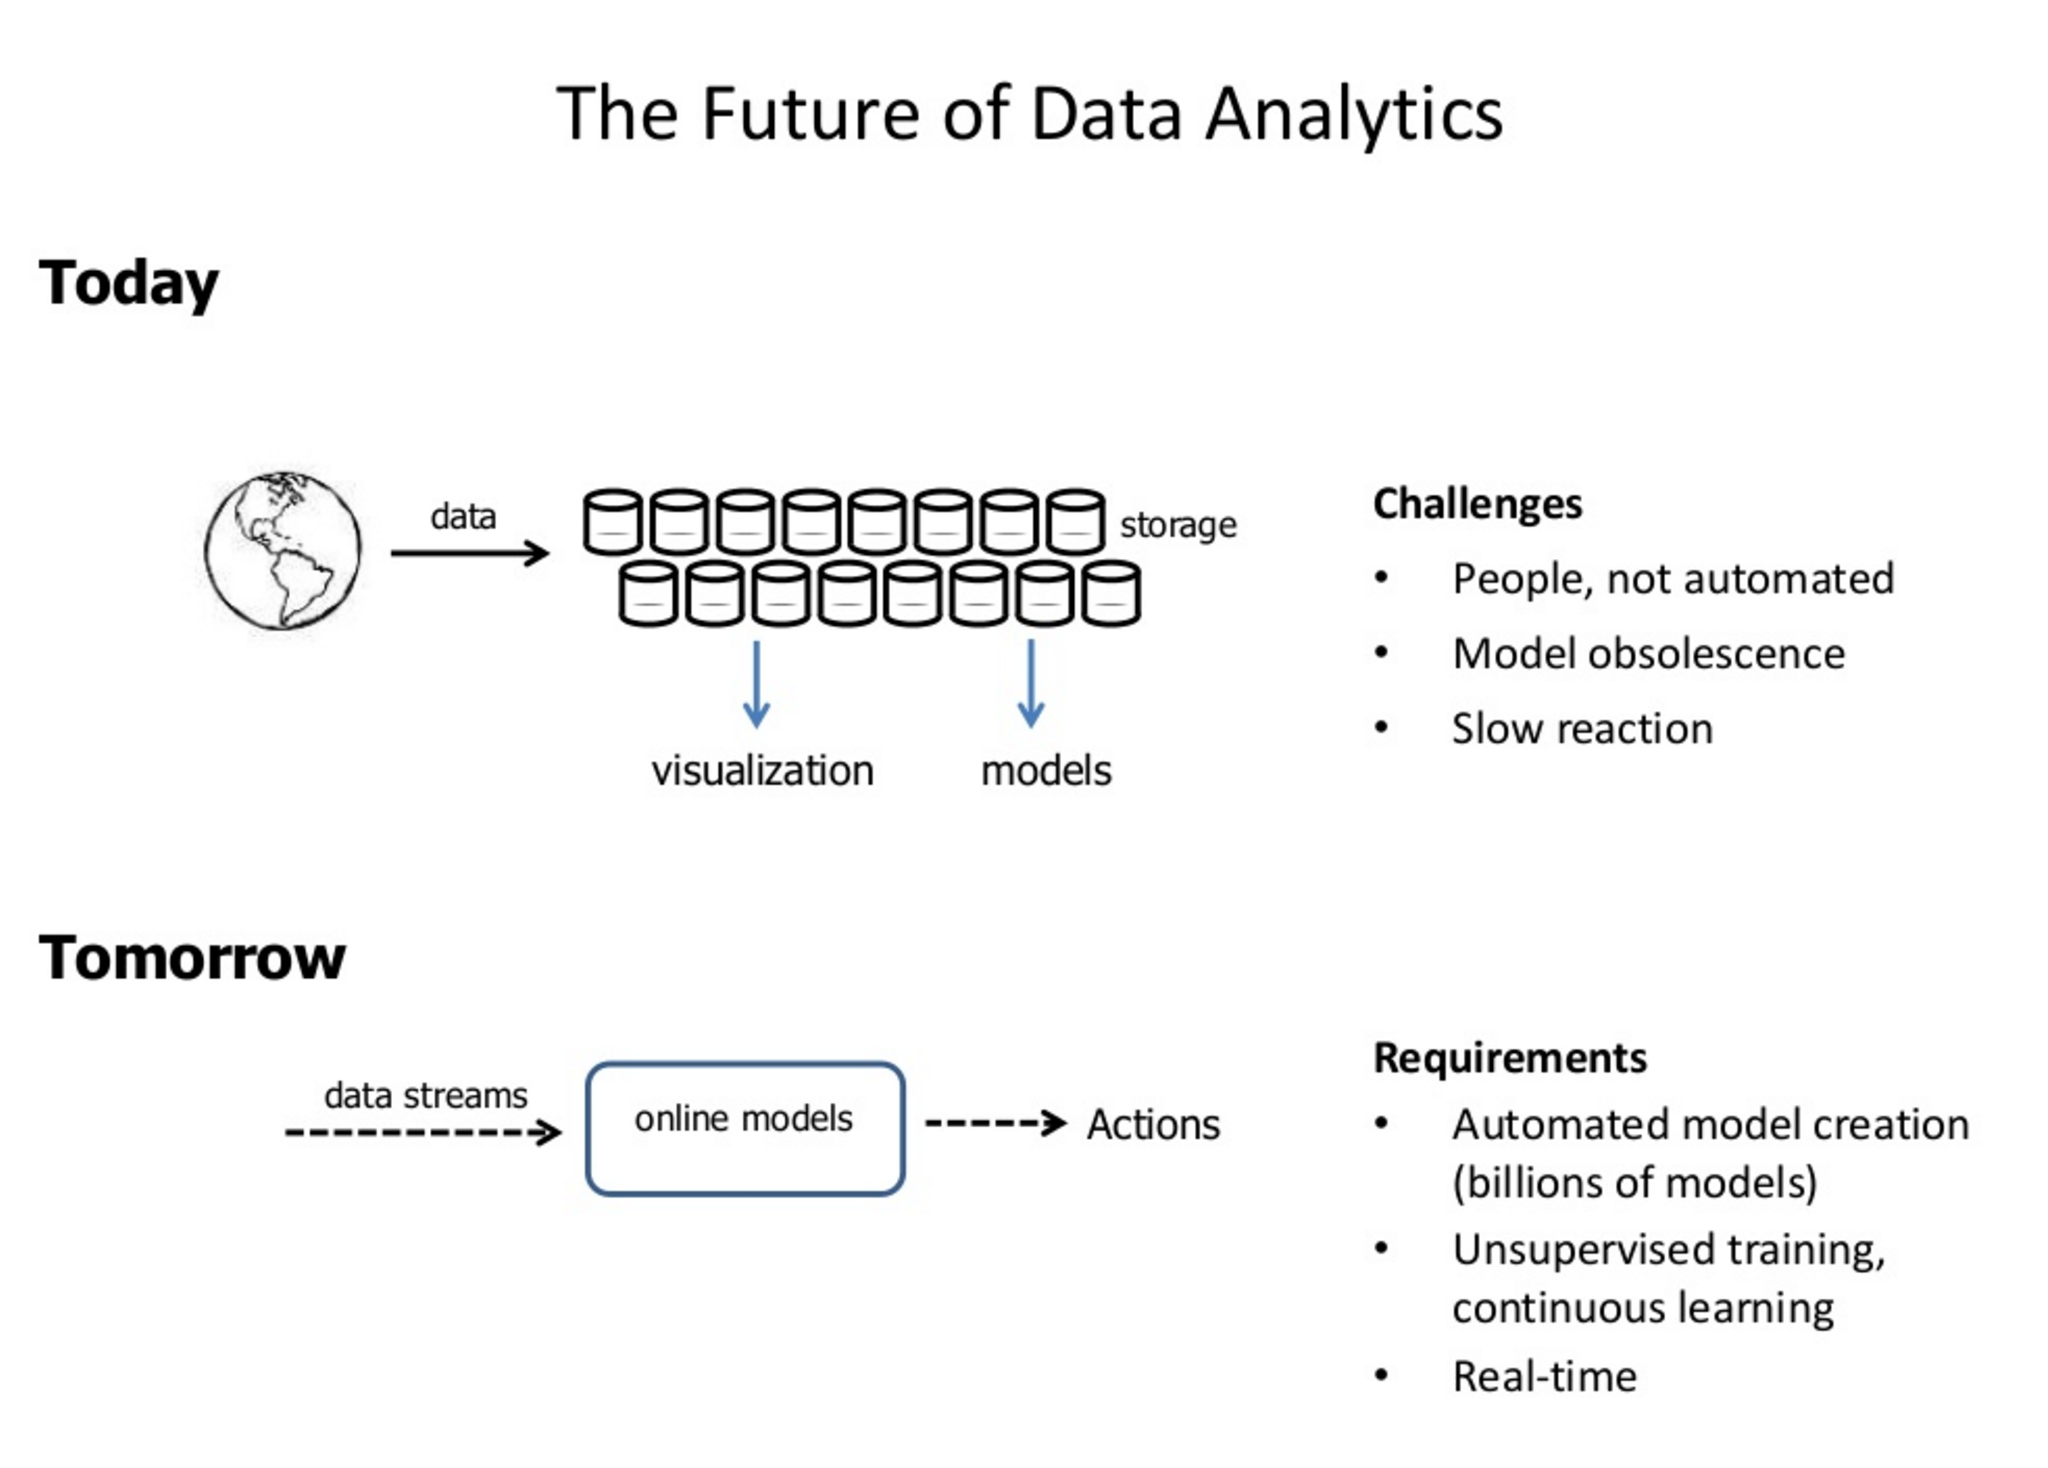 The Future of Data Analytics
Today
data
storage
visualization
models
Challenges
• People, not automated
• Model obsolescence
• Slow reaction
Tomorrow
data streams
online models
Actions
Requirements
• Automated model creation
(billions of models)
• Unsupervised training,
continuous learning
• Real-time